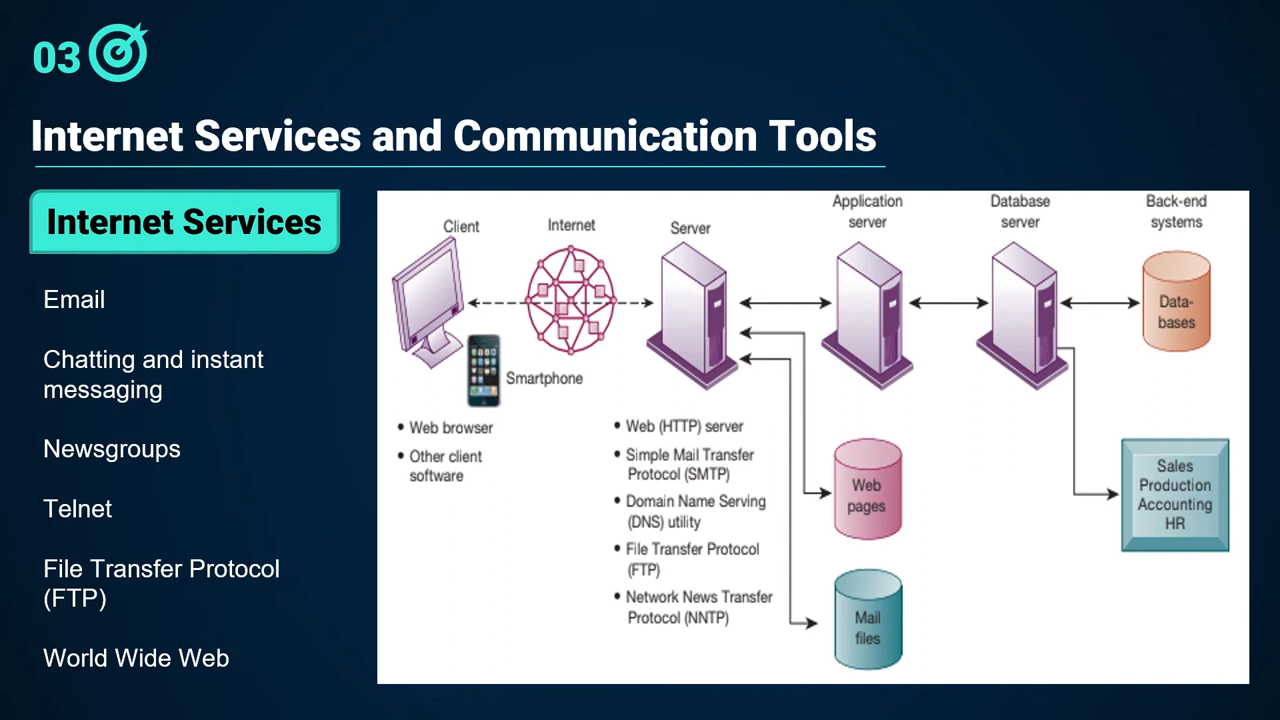 03
Internet Services and Communication Tools
Internet Services
Email
Chatting and instant
messaging
Newsgroups
Telnet
File Transfer Protocol
(FTP)
World Wide Web
Client
Internet
Server
Application
server
Database
server
Back-end
systems
Smartphone
• Web browser
• Other client
software
• Web (HTTP) server
• Simple Mail Transfer
Protocol (SMTP)
• Domain Name Serving
(DNS) utility
• File Transfer Protocol
(FTP)
• Network News Transfer
Protocol (NNTP)
Data-
bases
Web
pages
Mail
files
Sales
Production
Accounting
HR